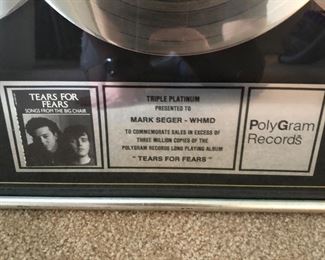 TEARS FOR
FEARS
SONGS FROM THE BIG CHAIR
TRIPLE PLATINUM
PRESENTED TO
MARK SEGER - WHMD
TO COMMEMORATE SALES IN EXCESS OF
THREE MILLION COPIES OF THE
POLYGRAM RECORDS LONG PLAYING ALBUM
" TEARS FOR FEARS "
PolyGram
Records